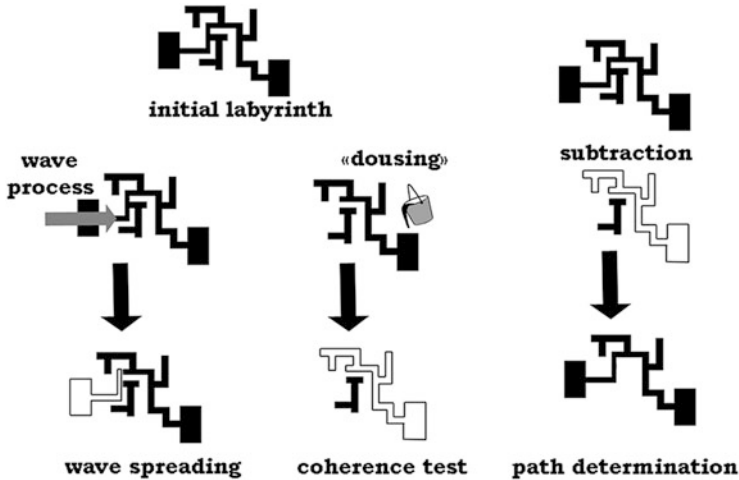 initial labyrinth
wave
process
«dousing»
subtraction
wave spreading
coherence test
path determination